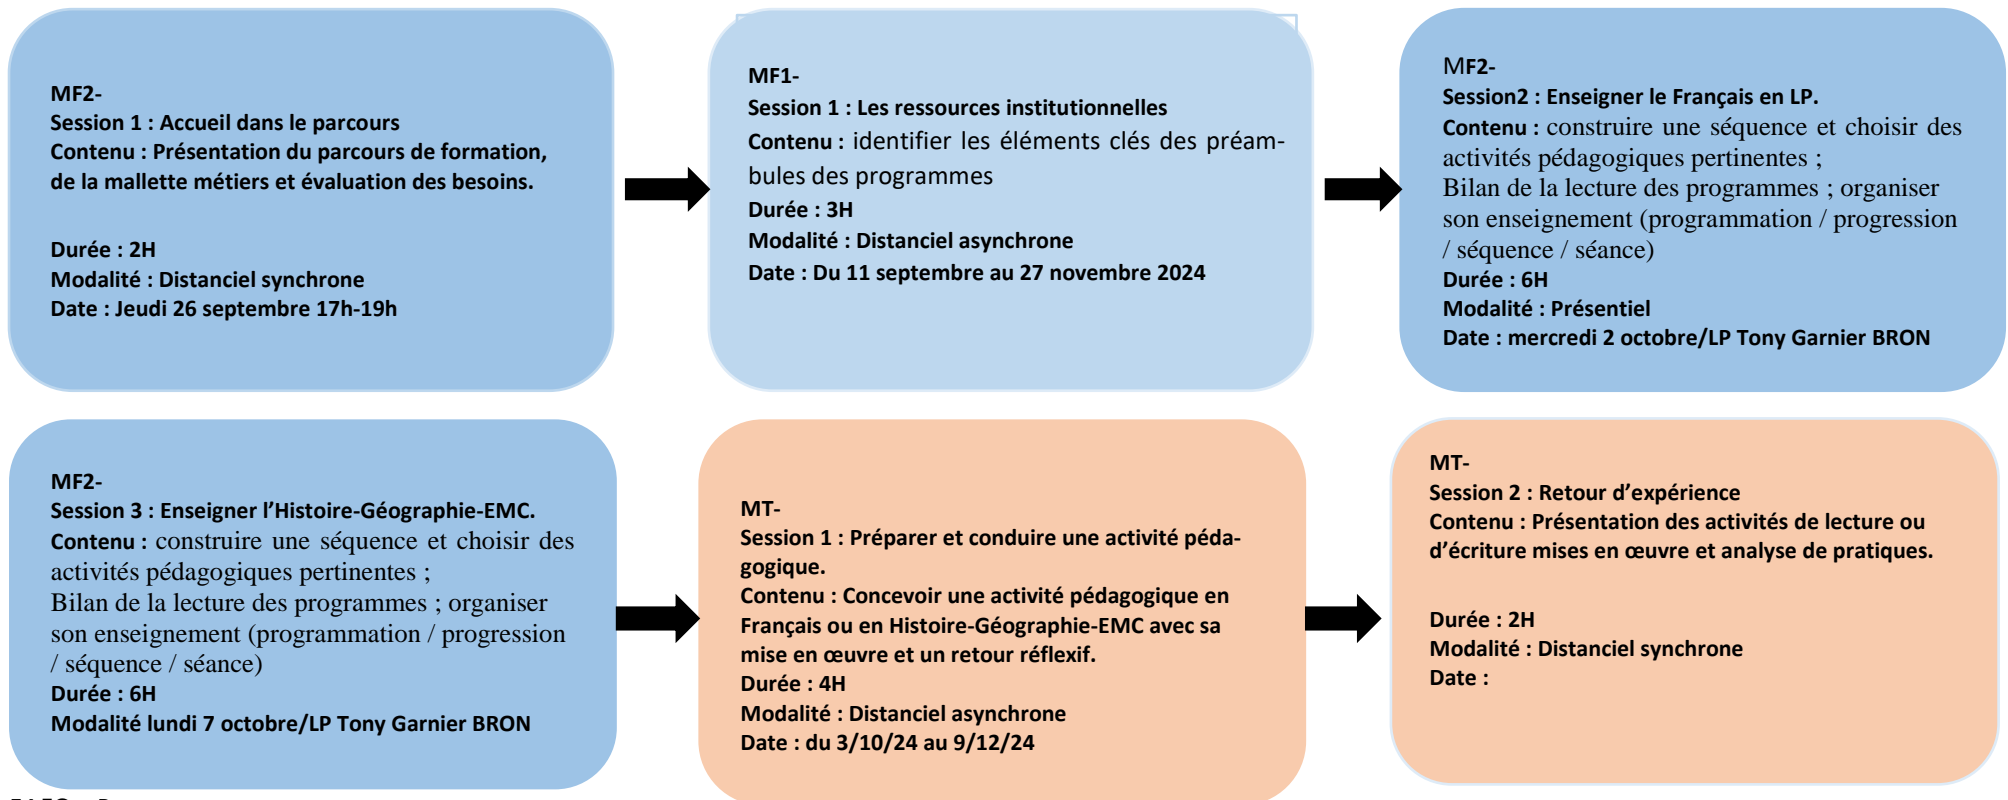 MF2-
Session 1 : Accueil dans le parcours
Contenu : Présentation du parcours de formation,
de la mallette métiers et évaluation des besoins.
Durée : 2H
Modalité : Distanciel synchrone
Date : Jeudi 26 septembre 17h-19h
MF1-
Session 1 : Les ressources institutionnelles
Contenu : identifier les éléments clés des préam-
bules des programmes
Durée : 3H
Modalité : Distanciel asynchrone
Date : Du 11 septembre au 27 novembre 2024
MF2-
Session2 : Enseigner le Français en LP.
Contenu : construire une séquence et choisir des
activités pédagogiques pertinentes ;
Bilan de la lecture des programmes ; organiser
son enseignement (programmation / progression
/ séquence / séance)
Durée : 6H
Modalité : Présentiel
Date : mercredi 2 octobre/LP Tony Garnier BRON
MF2-
Session 3 : Enseigner l’Histoire-Géographie-EMC.
Contenu : construire une séquence et choisir des
activités pédagogiques pertinentes ;
Bilan de la lecture des programmes ; organiser
son enseignement (programmation / progression
/ séquence / séance)
Durée : 6H
Modalité lundi 7 octobre/LP Tony Garnier BRON
MT-
Session 1 : Préparer et conduire une activité péda-
gogique.
Contenu : Concevoir une activité pédagogique en
Français ou en Histoire-Géographie-EMC avec sa
mise en œuvre et un retour réflexif.
Durée : 4H
Modalité : Distanciel asynchrone
Date : du 3/10/24 au 9/12/24
MT-
Session 2 : Retour d’expérience
Contenu : Présentation des activités de lecture ou
d’écriture mises en œuvre et analyse de pratiques.
Durée : 2H
Modalité : Distanciel synchrone
Date :